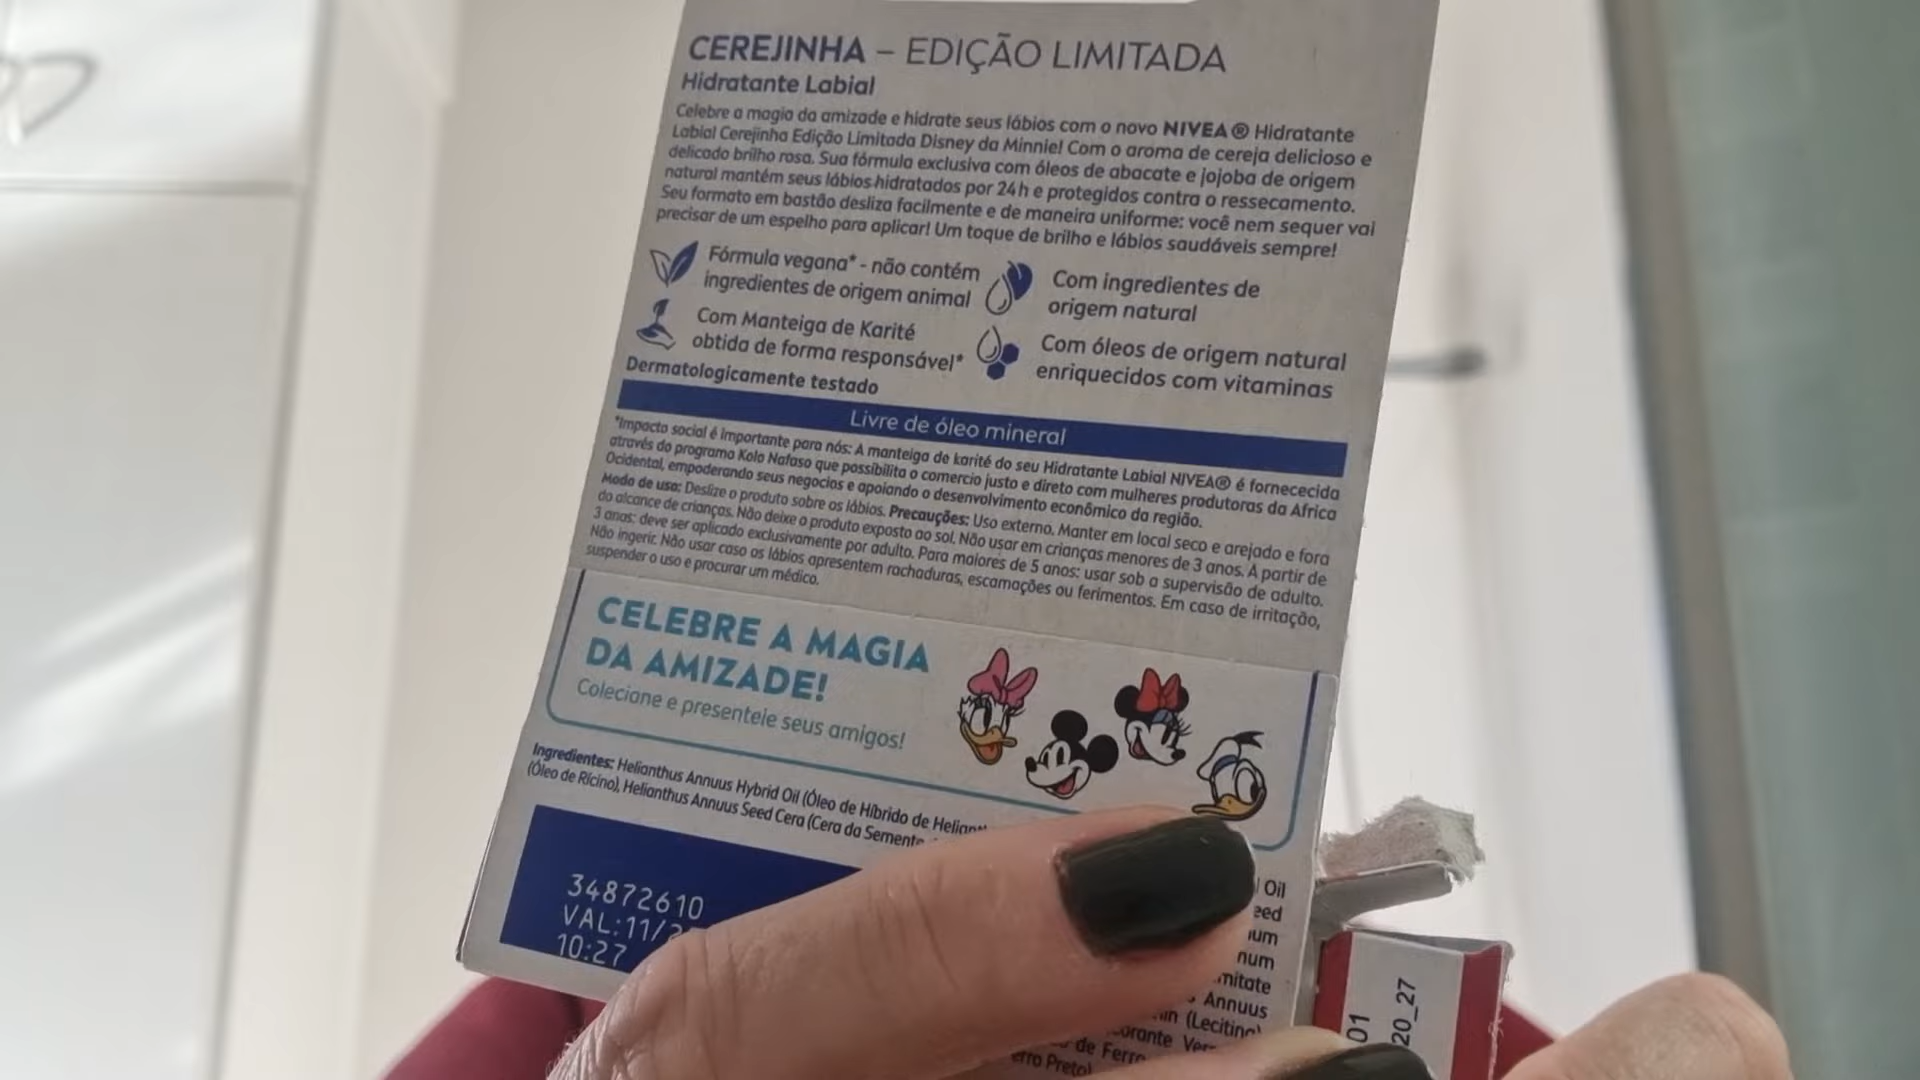 CEREJINHA – EDIÇÃO LIMITADA
Hidratante Labial
Celebre a magia da amizade e hidrate seus lábios com o novo NIVEA® Hidratante
Labial Cerejinha Edição Limitada Disney da Minnie! Com o aroma de cereja delicioso e
delicado brilho rosa. Sua fórmula exclusiva com óleos de abacate e jojoba de origem
natural mantém seus lábios hidratados por 24h e protegidos contra o ressecamento.
Seu formato em bastão desliza facilmente e de maneira uniforme: você nem sequer vai
precisar de um espelho para aplicar! Um toque de brilho e lábios saudáveis sempre!
Fórmula vegana* - não contém
ingredientes de origem animal
Com ingredientes de
origem natural
Com Manteiga de Karité
obtida de forma responsável*
Com óleos de origem natural
enriquecidos com vitaminas
Dermatologicamente testado
Livre de óleo mineral
*Impacto social é importante para nós: A manteiga de karité do seu Hidratante Labial NIVEA® é fornececida
através do programa Kolo Nafaso que possibilita o comercio justo e direto com mulheres produtoras da Africa
Ocidental, empoderando seus negocios e apoiando o desenvolvimento econômico da região.
Modo de uso: Deslize o produto sobre os lábios. Precauções: Uso externo. Manter em local seco e arejado e fora
do alcance de crianças. Não deixe o produto exposto ao sol. Não usar em crianças menores de 3 anos. A partir de
3 anos: deve ser aplicado exclusivamente por adulto. Para maiores de 5 anos: usar sob a supervisão de adulto.
Não ingerir. Não usar caso os lábios apresentem rachaduras, escamações ou ferimentos. Em caso de irritação,
suspender o uso e procurar um médico.
CELEBRE A MAGIA
DA AMIZADE!
Colecione e presenteie seus amigos!
Ingredientes: Helianthus Annuus Hybrid Oil (Óleo de Híbrido de
(Óleo de Rícino), Helianthus Annuus Seed Cera (Cera da Semente
Oil
Annuus
(Lecitina)
de Ferro
Preto)
34872610
VAL:11/2
10:27
01
20_27